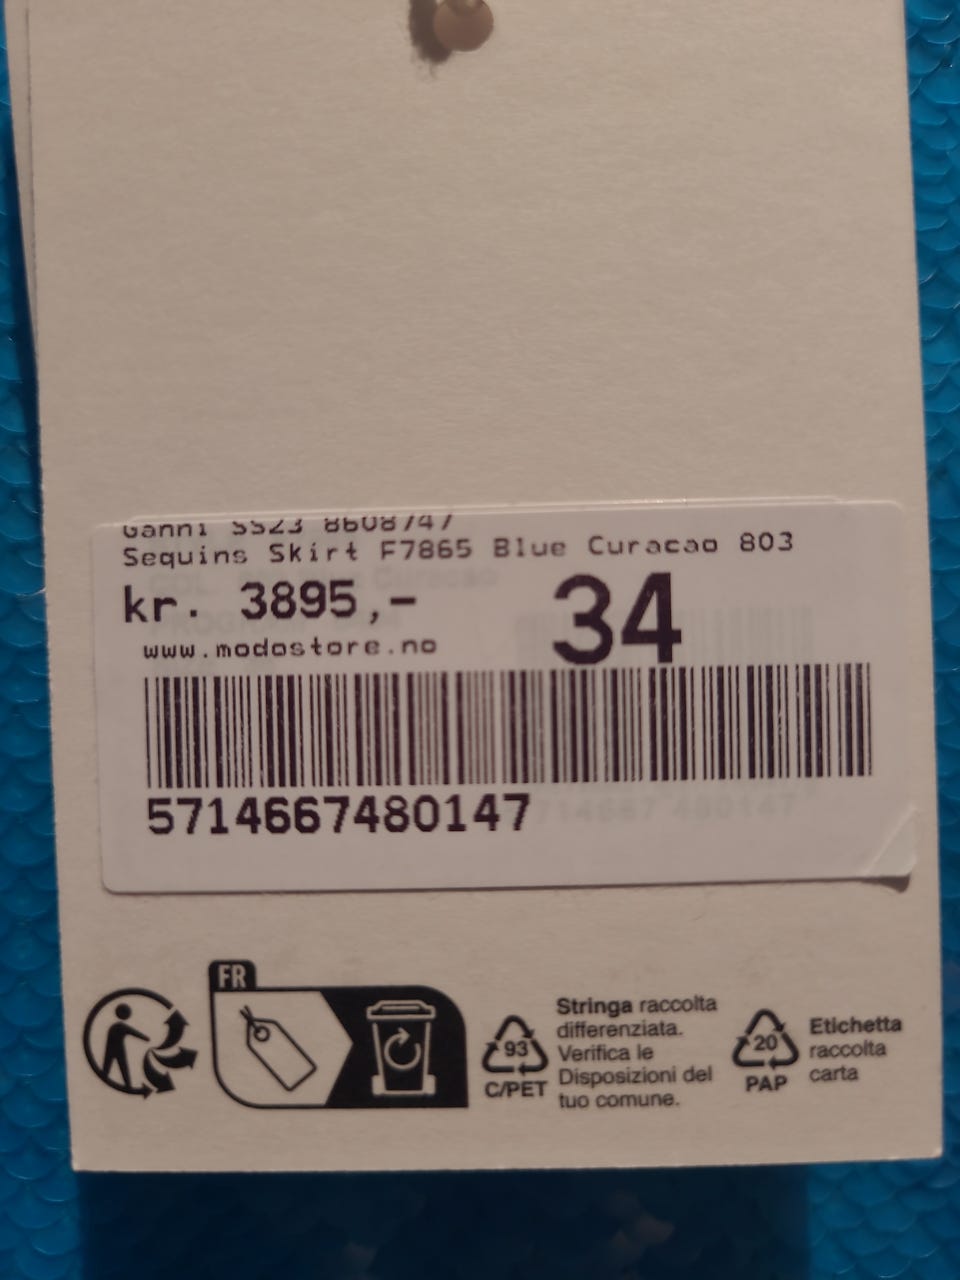 Ganni SS23 8608747
Sequins Skirt F7865 Blue Curacao 803
kr. 3895,-
34
www.modostore.no
5714667480147
FR
93
C/PET
Stringa raccolta
differenziata.
Verifica le
Disposizioni del
tuo comune.
20
PAP
Etichetta
raccolta
carta